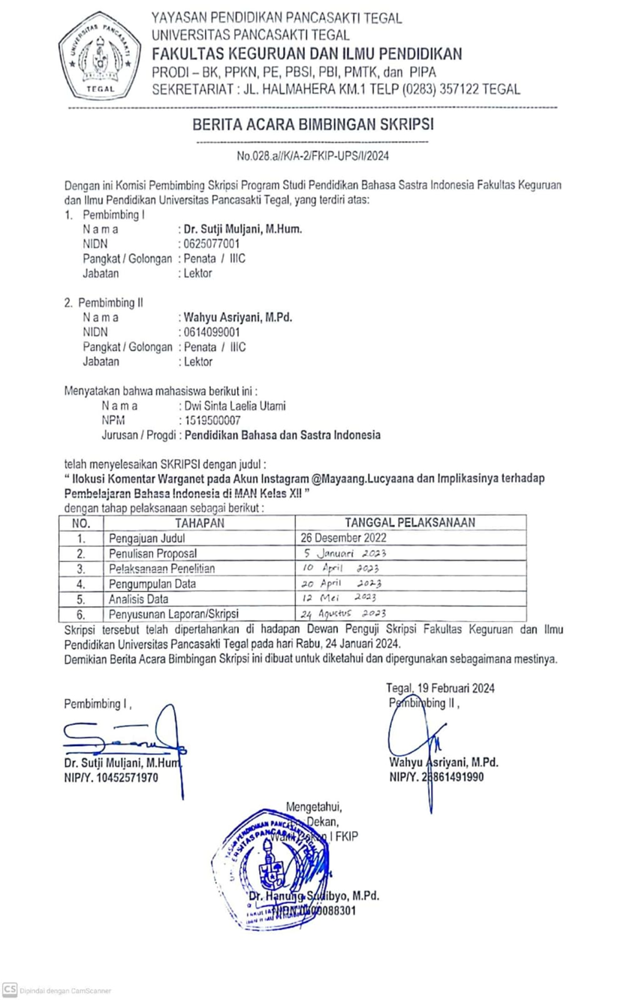 UNIVERSITAS PANCASAKTI
TEGAL
YAYASAN PENDIDIKAN PANCASAKTI TEGAL
UNIVERSITAS PANCASAKTI TEGAL
FAKULTAS KEGURUAN DAN ILMU PENDIDIKAN
PRODI – BK, PPKN, PE, PBSI, PBI, PMTK, dan PIPA
SEKRETARIAT : JL. HALMAHERA KM.1 TELP (0283) 357122 TEGAL
BERITA ACARA BIMBINGAN SKRIPSI
No.028.a//K/A-2/FKIP-UPS/I/2024
Dengan ini Komisi Pembimbing Skripsi Program Studi Pendidikan Bahasa Sastra Indonesia Fakultas Keguruan
dan Ilmu Pendidikan Universitas Pancasakti Tegal, yang terdiri atas:
1. Pembimbing I
N a m a : Dr. Sutji Muljani, M.Hum.
NIDN : 0625077001
Pangkat / Golongan : Penata / IIIC
Jabatan : Lektor
2. Pembimbing II
N a m a : Wahyu Asriyani, M.Pd.
NIDN : 0614099001
Pangkat / Golongan : Penata / IIIC
Jabatan : Lektor
Menyatakan bahwa mahasiswa berikut ini :
N a m a : Dwi Sinta Laelia Utami
NPM : 1519500007
Jurusan / Progdi : Pendidikan Bahasa dan Sastra Indonesia
telah menyelesaikan SKRIPSI dengan judul :
“ Ilokusi Komentar Warganet pada Akun Instagram @Mayaang.Lucyaana dan Implikasinya terhadap
Pembelajaran Bahasa Indonesia di MAN Kelas XII ”
dengan tahap pelaksanaan sebagai berikut :
NO. TAHAPAN TANGGAL PELAKSANAAN
1. Pengajuan Judul 26 Desember 2022
2. Penulisan Proposal 5 Januari 2023
3. Pelaksanaan Penelitian 10 April 2023
4. Pengumpulan Data 20 April 2023
5. Analisis Data 12 Mei 2023
6. Penyusunan Laporan/Skripsi 24 Agustus 2023
Skripsi tersebut telah dipertahankan di hadapan Dewan Penguji Skripsi Fakultas Keguruan dan Ilmu
Pendidikan Universitas Pancasakti Tegal pada hari Rabu, 24 Januari 2024.
Demikian Berita Acara Bimbingan Skripsi ini dibuat untuk diketahui dan dipergunakan sebagaimana mestinya.
Tegal, 19 Februari 2024
Pembimbing I , Pembimbing II ,
Dr. Sutji Muljani, M.Hum Wahyu Asriyani, M.Pd.
NIP/Y. 10452571970 NIP/Y. 28861491990
Mengetahui,
Dekan,
Wakil Dekan I FKIP
Dr. Hanung Sudibyo, M.Pd.
CS Dipindai dengan CamScanner